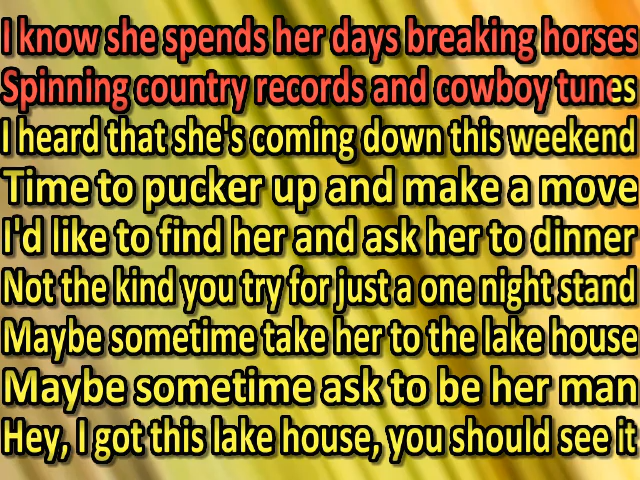 I know she spends her days breaking horses
Spinning country records and cowboy tunes
I heard that she's coming down this weekend
Time to pucker up and make a move
I'd like to find her and ask her to dinner
Not the kind you try for just a one night stand
Maybe sometime take her to the lake house
Maybe sometime ask to be her man
Hey, I got this lake house, you should see it